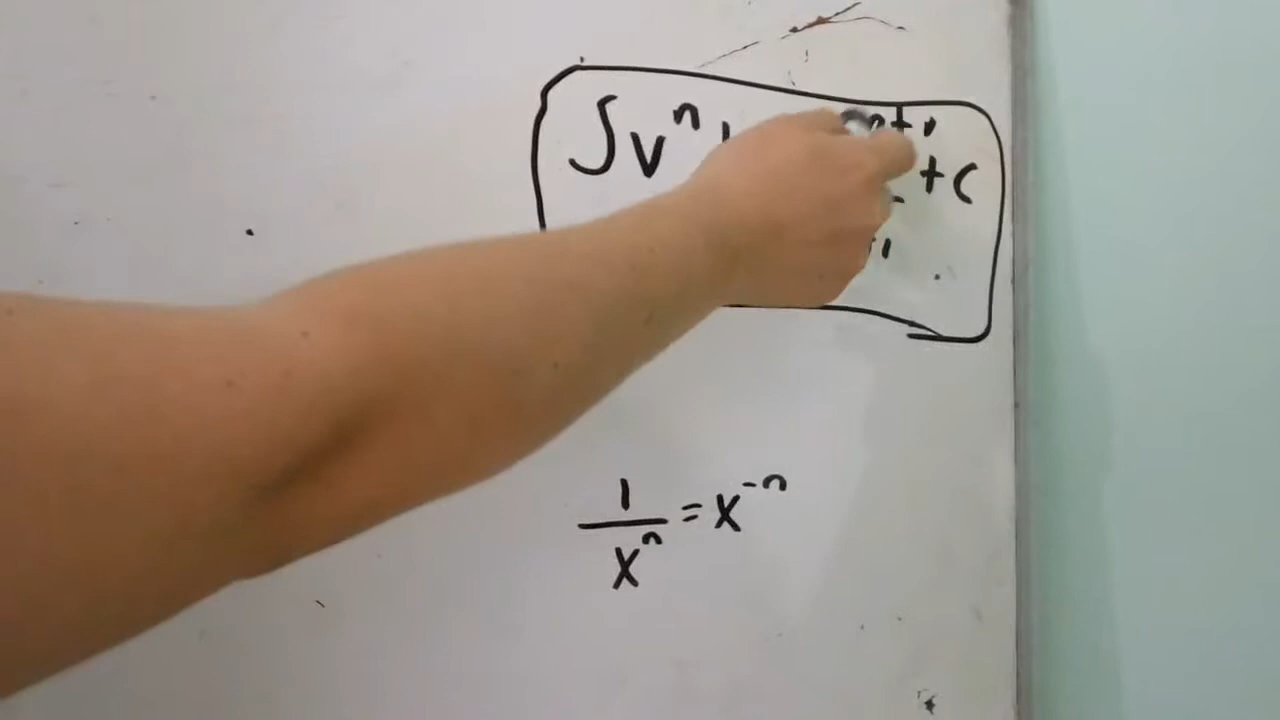 ∫vⁿ n+1 +C
1/xⁿ = x⁻ⁿ